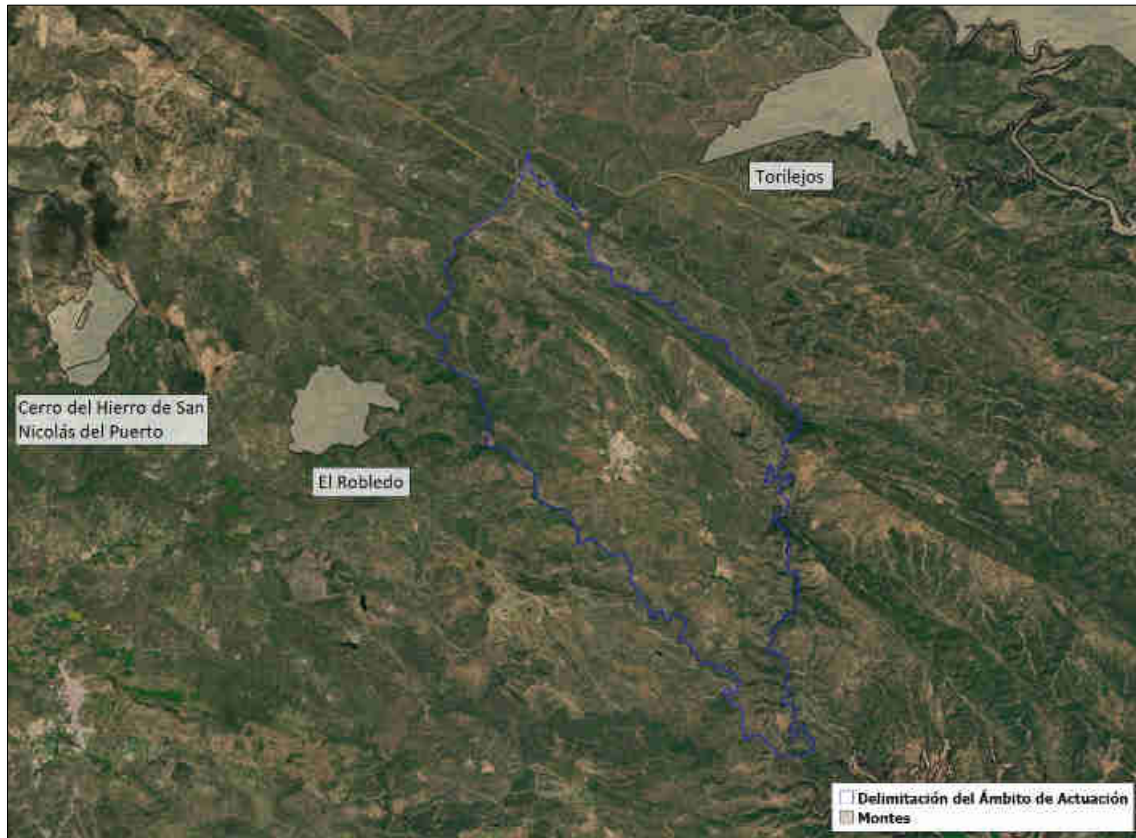 Torilejos
Cerro del Hierro de San
Nicolás del Puerto
El Robledo
Delimitación del Ámbito de Actuación
Montes